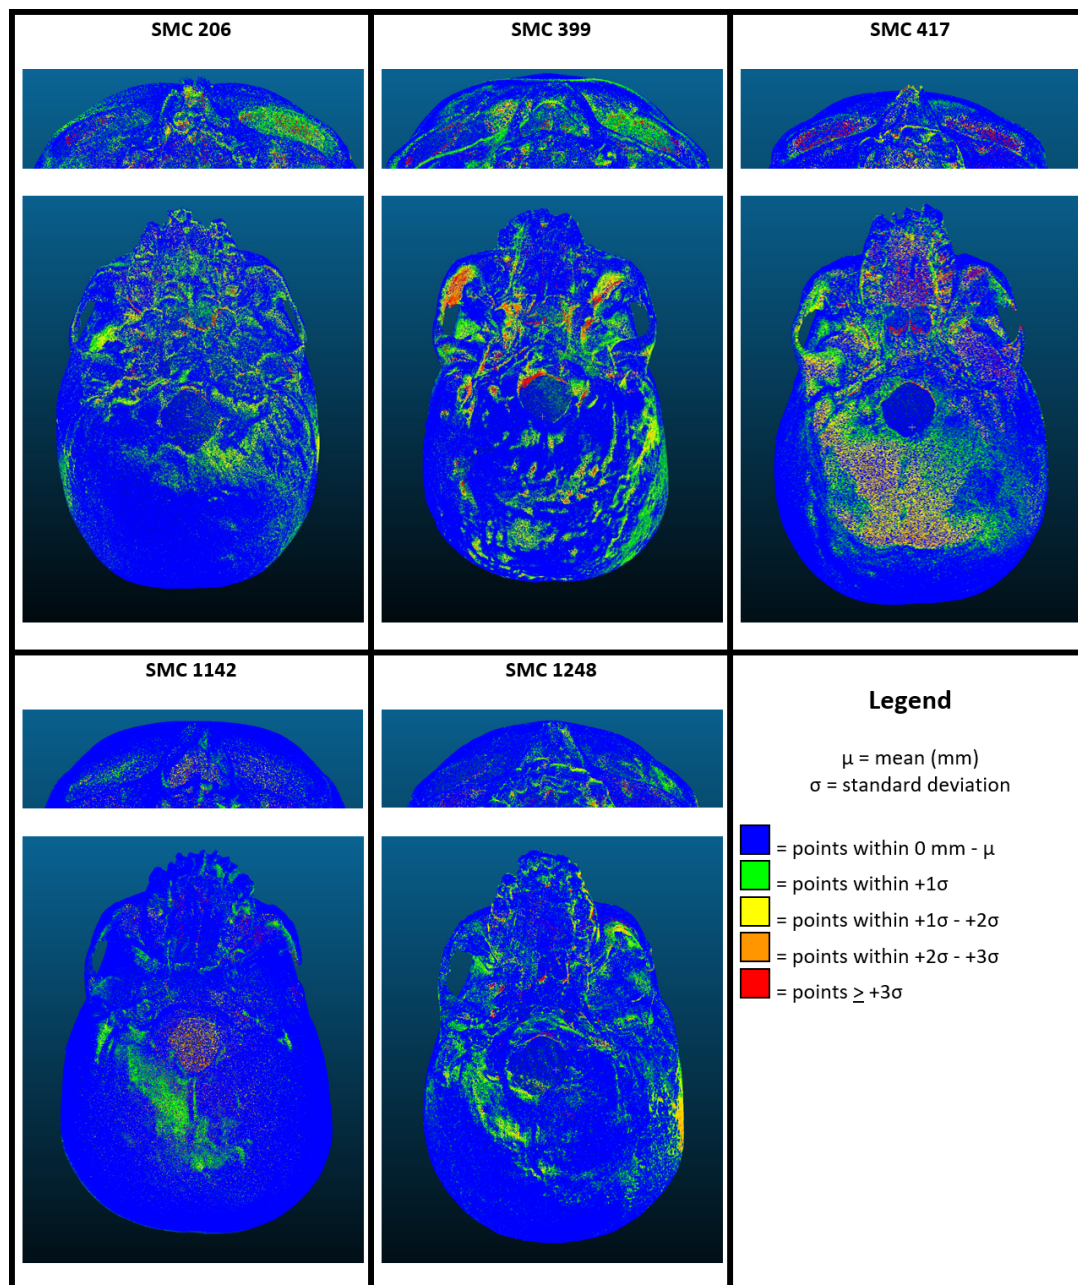 SMC 206
SMC 399
SMC 417
SMC 1142
SMC 1248
Legend
μ = mean (mm)
σ = standard deviation
= points within 0 mm - μ
= points within +1σ
= points within +1σ - +2σ
= points within +2σ - +3σ
= points ≥ +3σ